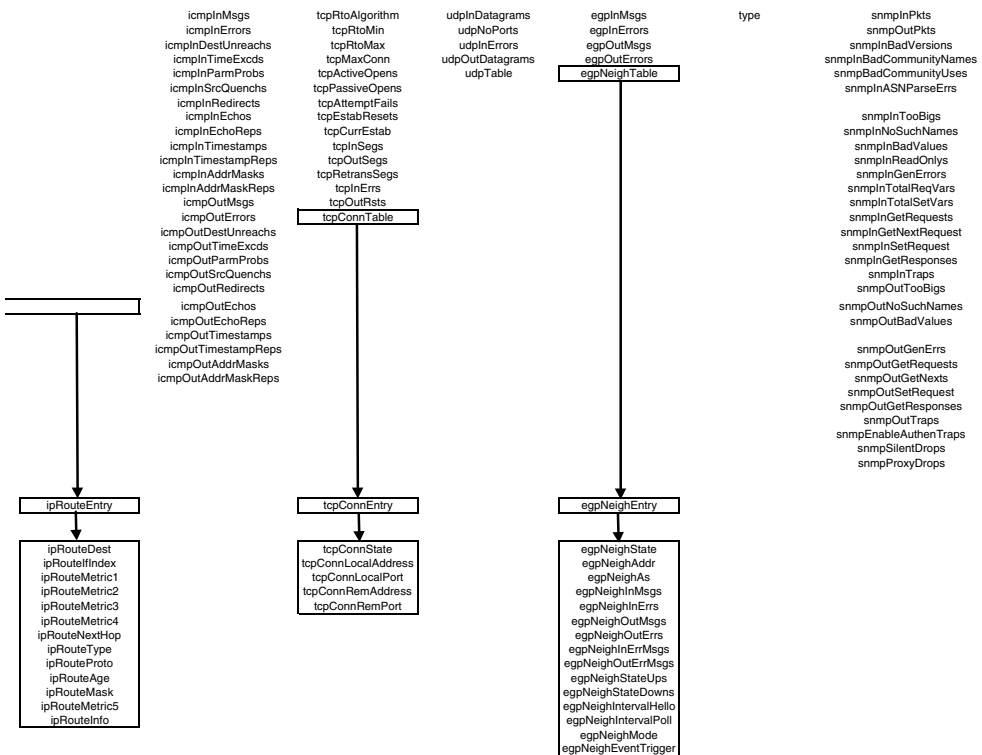 icmpInMsgs
icmpInErrors
icmpInDestUnreachs
icmpInTimeExcds
icmpInParmProbs
icmpInSrcQuenchs
icmpInRedirects
icmpInEchos
icmpInEchoReps
icmpInTimestamps
icmpInTimestampReps
icmpInAddrMasks
icmpInAddrMaskReps
icmpOutMsgs
icmpOutErrors
icmpOutDestUnreachs
icmpOutTimeExcds
icmpOutParmProbs
icmpOutSrcQuenchs
icmpOutRedirects
icmpOutEchos
icmpOutEchoReps
icmpOutTimestamps
icmpOutTimestampReps
icmpOutAddrMasks
icmpOutAddrMaskReps
tcpRtoAlgorithm
tcpRtoMin
tcpRtoMax
tcpMaxConn
tcpActiveOpens
tcpPassiveOpens
tcpAttemptFails
tcpEstabResets
tcpCurrEstab
tcpInSegs
tcpOutSegs
tcpRetransSegs
tcpInErrs
tcpOutRsts
tcpConnTable
udpInDatagrams
udpNoPorts
udpInErrors
udpOutDatagrams
udpTable
egpInMsgs
egpInErrors
egpOutMsgs
egpOutErrors
egpNeighTable
type
snmpInPkts
snmpOutPkts
snmpInBadVersions
snmpInBadCommunityNames
snmpBadCommunityUses
snmpInASNParseErrs
snmpInTooBigs
snmpInNoSuchNames
snmpInBadValues
snmpInReadOnlys
snmpInGenErrors
snmpInTotalReqVars
snmpInTotalSetVars
snmpInGetRequests
snmpInGetNextRequest
snmpInSetRequest
snmpInGetResponses
snmpInTraps
snmpOutTooBigs
snmpOutNoSuchNames
snmpOutBadValues
snmpOutGenErrs
snmpOutGetRequests
snmpOutGetNexts
snmpOutSetRequest
snmpOutGetResponses
snmpOutTraps
snmpEnableAuthenTraps
snmpSilentDrops
snmpProxyDrops
ipRouteEntry
ipRouteDest
ipRouteIfIndex
ipRouteMetric1
ipRouteMetric2
ipRouteMetric3
ipRouteMetric4
ipRouteNextHop
ipRouteType
ipRouteProto
ipRouteAge
ipRouteMask
ipRouteMetric5
ipRouteInfo
tcpConnEntry
tcpConnState
tcpConnLocalAddress
tcpConnLocalPort
tcpConnRemAddress
tcpConnRemPort
egpNeighEntry
egpNeighState
egpNeighAddr
egpNeighAs
egpNeighInMsgs
egpNeighInErrs
egpNeighOutMsgs
egpNeighOutErrs
egpNeighInErrMsgs
egpNeighOutErrMsgs
egpNeighStateUps
egpNeighStateDowns
egpNeighIntervalHello
egpNeighIntervalPoll
egpNeighMode
egpNeighEventTrigger